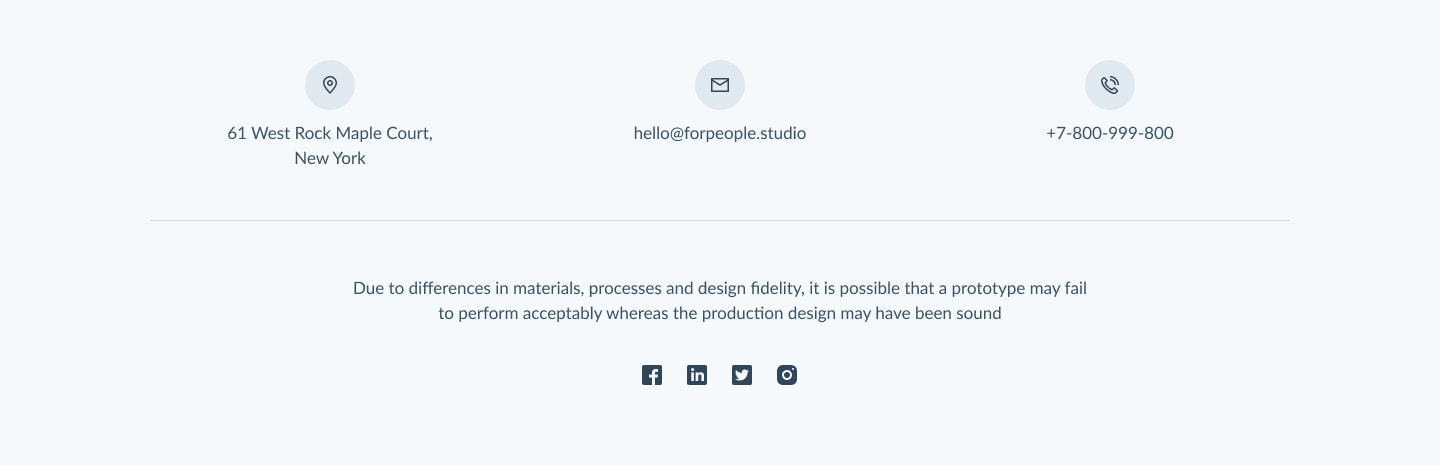 61 West Rock Maple Court,
New York
hello@forpeople.studio
+7-800-999-800
Due to differences in materials, processes and design fidelity, it is possible that a prototype may fail
to perform acceptably whereas the production design may have been sound